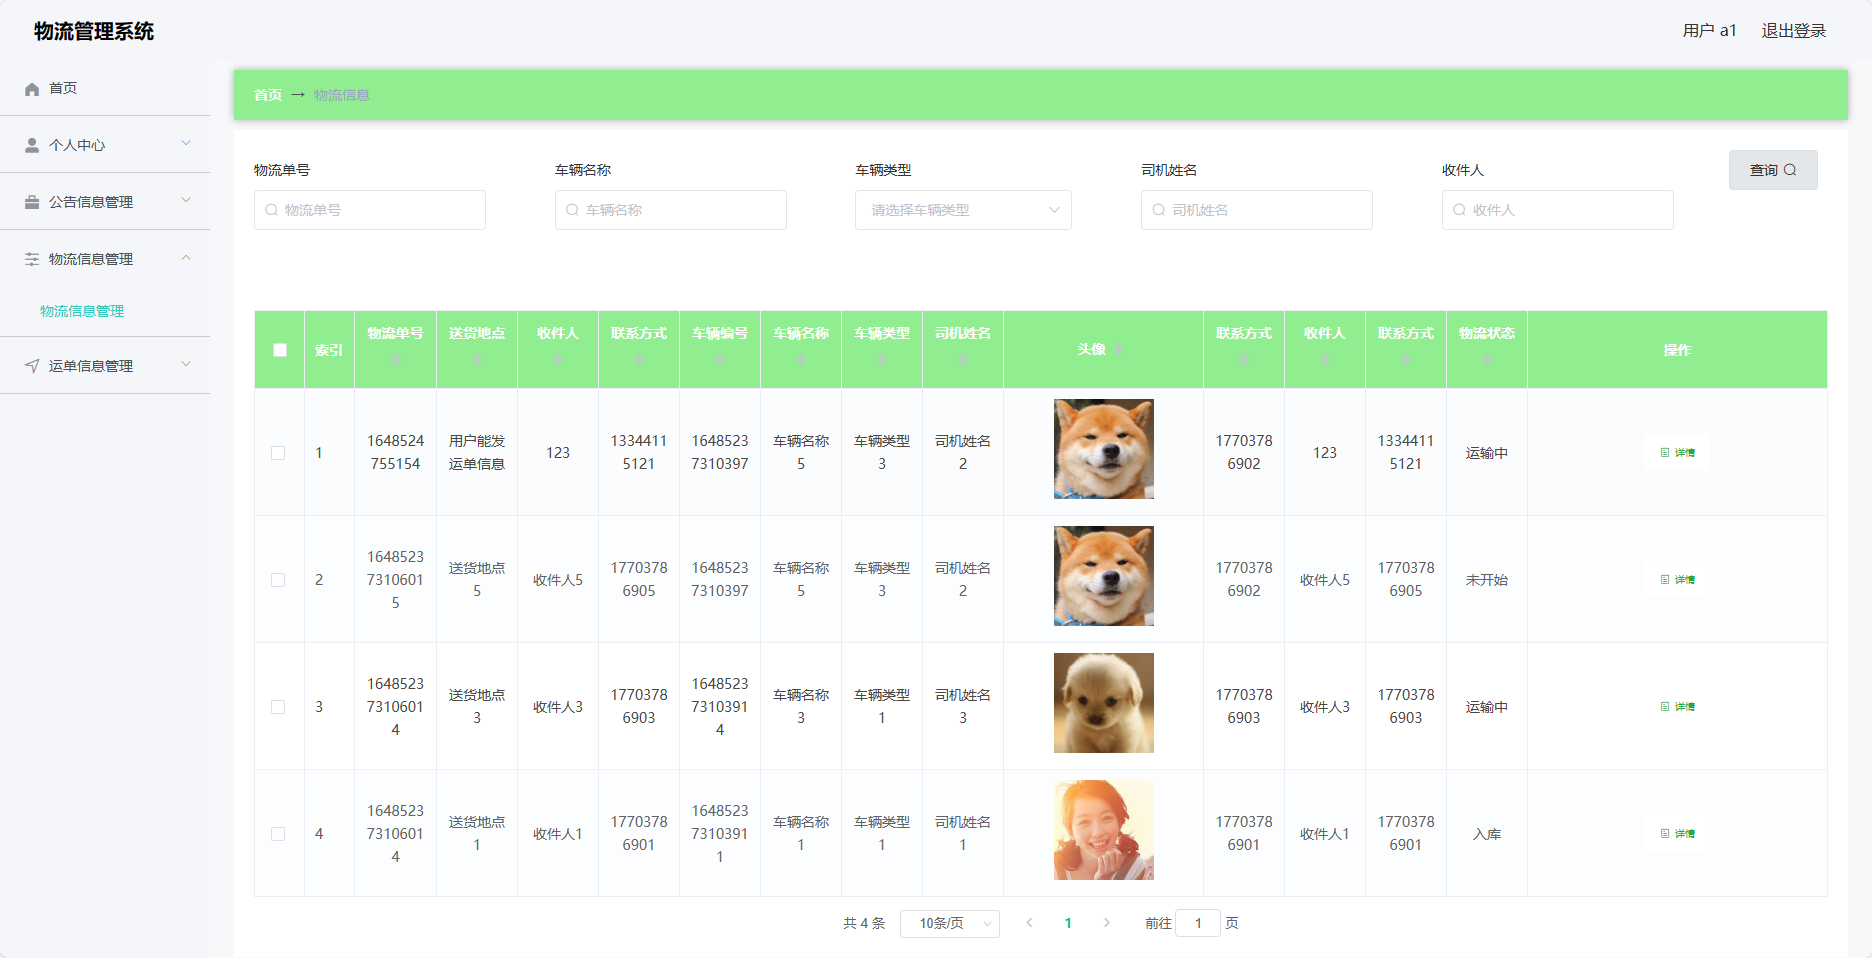 物流管理系统
用户 a1 退出登录
首页
个人中心
公告信息管理
物流信息管理
物流信息管理
运单信息管理
首页 → 物流信息
物流单号 车辆名称 车辆类型 司机姓名 收件人 查询
物流单号 车辆名称 请选择车辆类型 司机姓名 收件人
索引 物流单号 送货地点 收件人 联系方式 车辆编号 车辆名称 车辆类型 司机姓名 头像 联系方式 收件人 联系方式 物流状态 操作
1 1648524755154 用户能发运单信息 123 13344115121 16485237310397 车辆名称5 车辆类型3 司机姓名2 17703786902 123 13344115121 运输中 详情
2 164852373106015 送货地点5 收件人5 17703786905 16485237310397 车辆名称5 车辆类型3 司机姓名2 17703786902 收件人5 17703786905 未开始 详情
3 164852373106014 送货地点3 收件人3 17703786903 164852373103914 车辆名称3 车辆类型1 司机姓名3 17703786903 收件人3 17703786903 运输中 详情
4 164852373106014 送货地点1 收件人1 17703786901 164852373103911 车辆名称1 车辆类型1 司机姓名1 17703786901 收件人1 17703786901 入库 详情
共 4 条 10条/页 1 前往 1 页